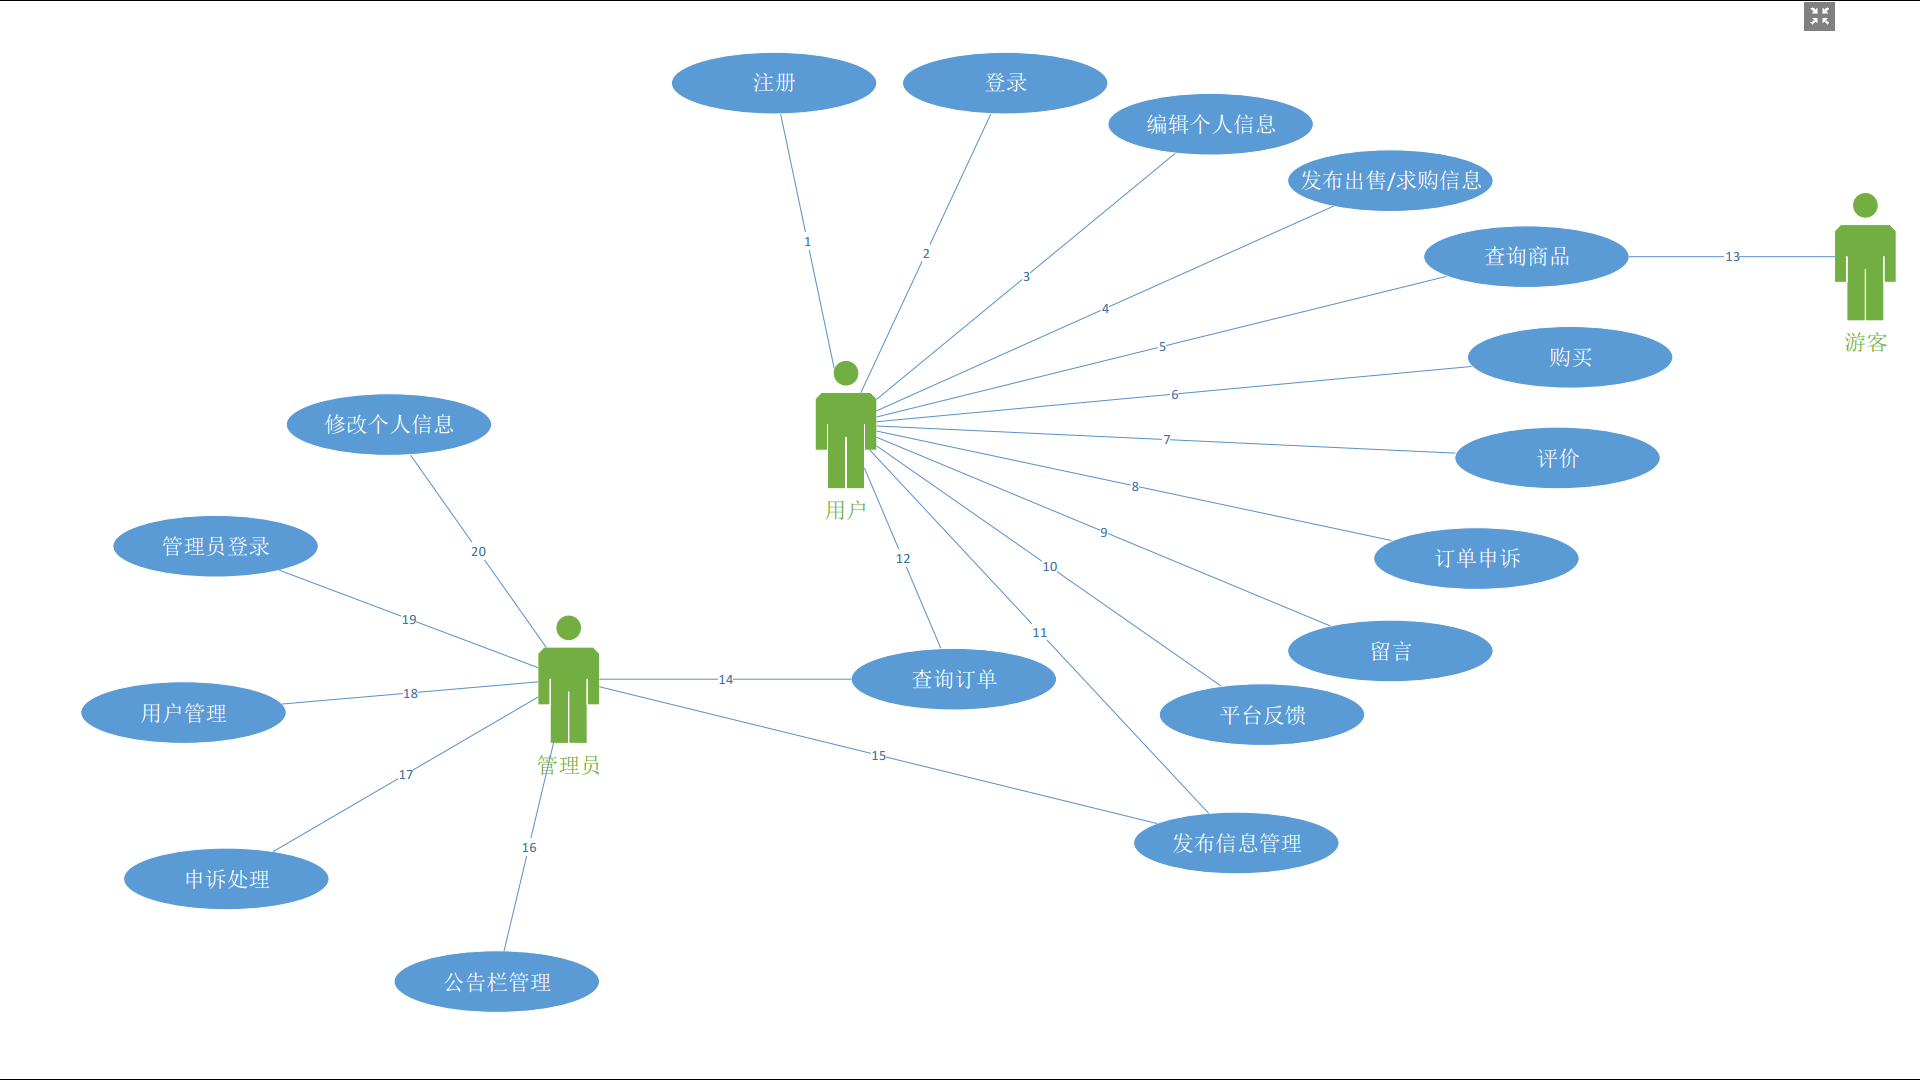 注册
登录
编辑个人信息
发布出售/求购信息
查询商品
13
游客
1
2
3
4
5
购买
6
修改个人信息
7
评价
8
用户
9
管理员登录
20
12
10
订单申诉
19
11
留言
18
14
查询订单
用户管理
平台反馈
管理员
17
15
16
发布信息管理
申诉处理
公告栏管理